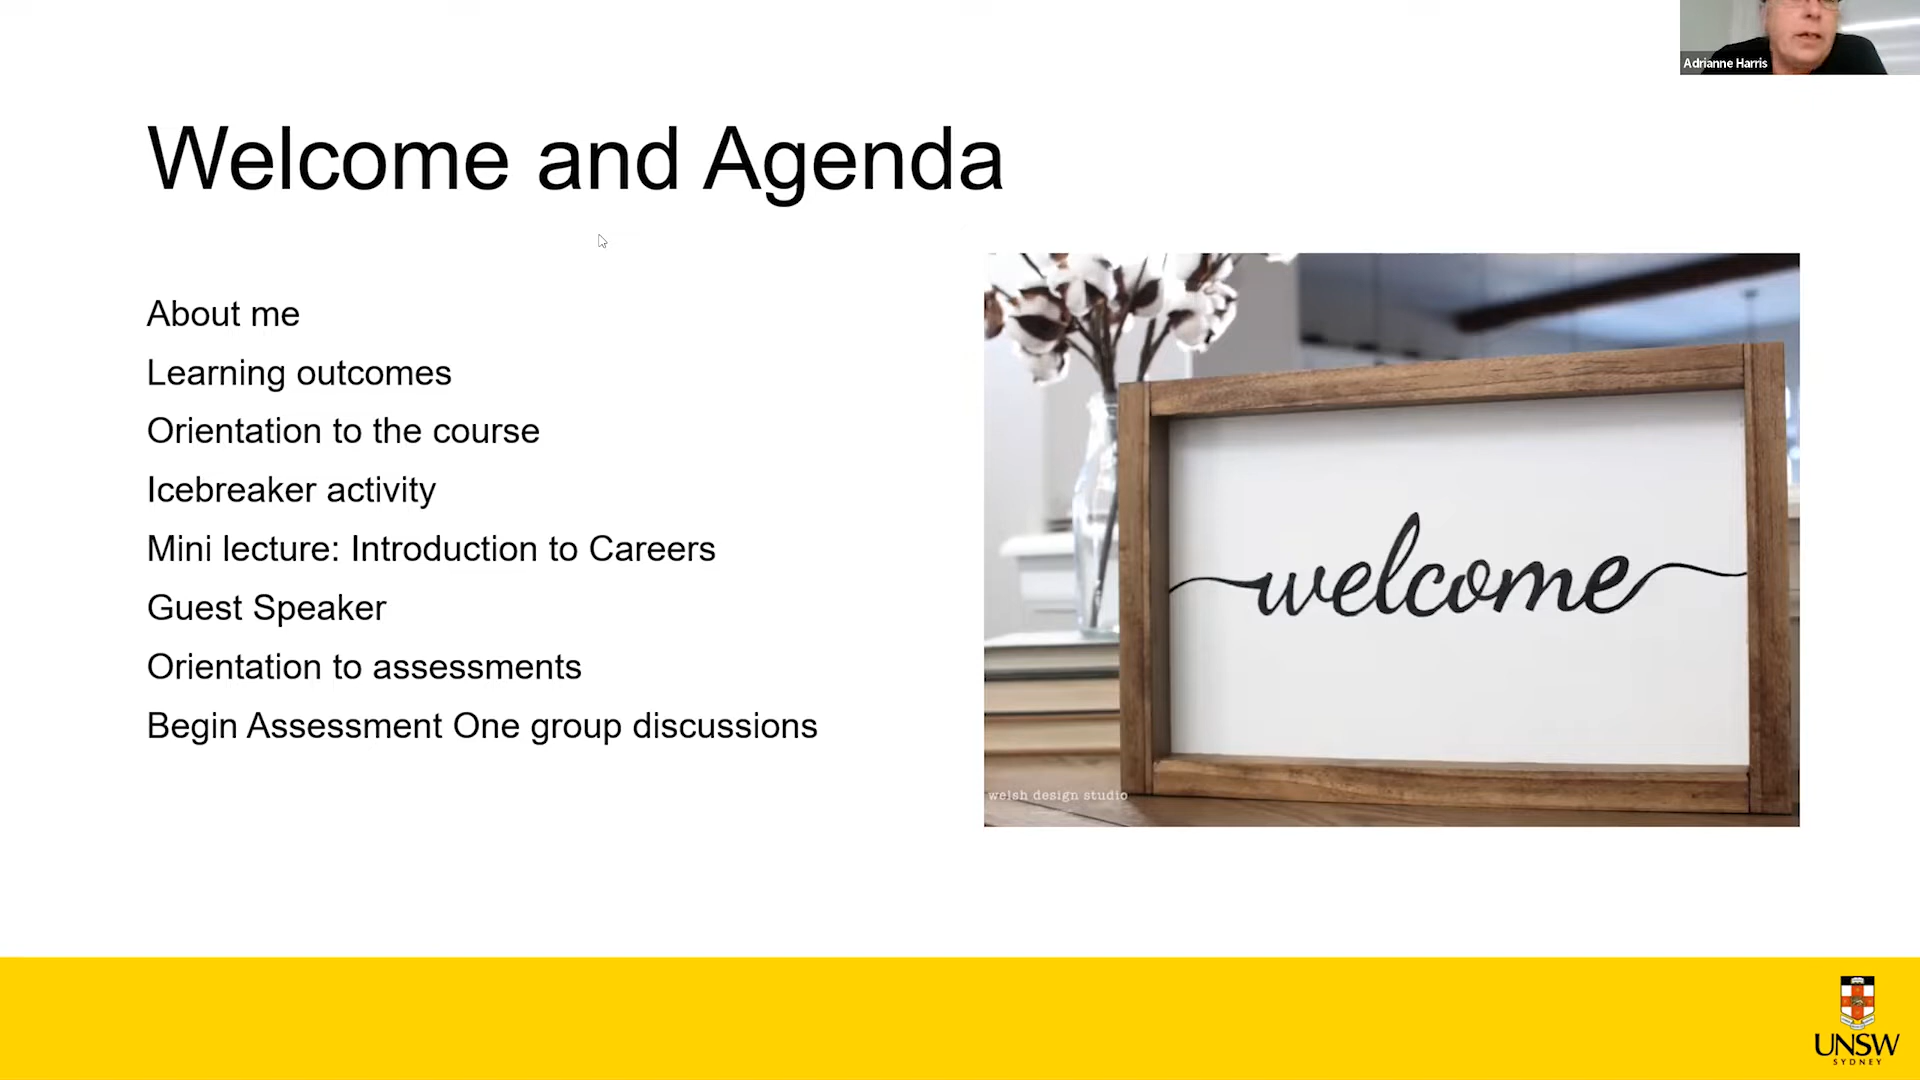 Adrianne Harris
Welcome and Agenda
About me
Learning outcomes
Orientation to the course
Icebreaker activity
Mini lecture: Introduction to Careers
Guest Speaker
Orientation to assessments
Begin Assessment One group discussions
welcome
welsh design studio
UNSW
SYDNEY